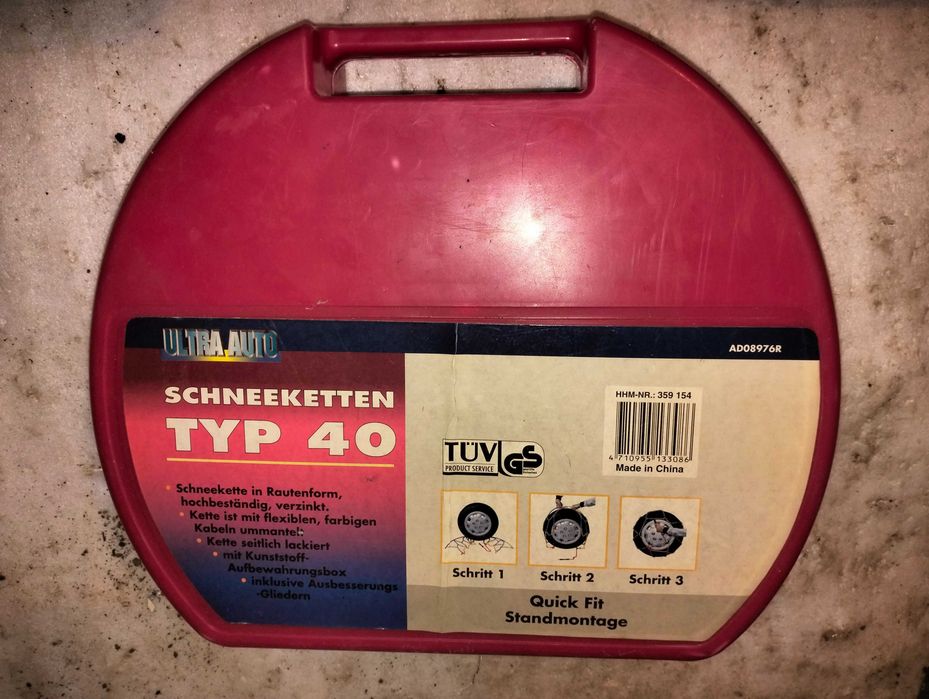 ULTRA AUTO
AD08976R
SCHNEEKETTEN
TYP 40
• Schneekette in Rautenform,
hochbeständig, verzinkt.
• Kette ist mit flexiblen, farbigen
Kabeln ummantelt
• Kette seitlich lackiert
• mit Kunststoff-
Aufbewahrungsbox
• inklusive Ausbesserungs
-Gliedern
HHM-NR.: 359 154
4 710955 133086
Made in China
TÜV
PRODUCT SERVICE
GS
Schritt 1
Schritt 2
Schritt 3
Quick Fit
Standmontage